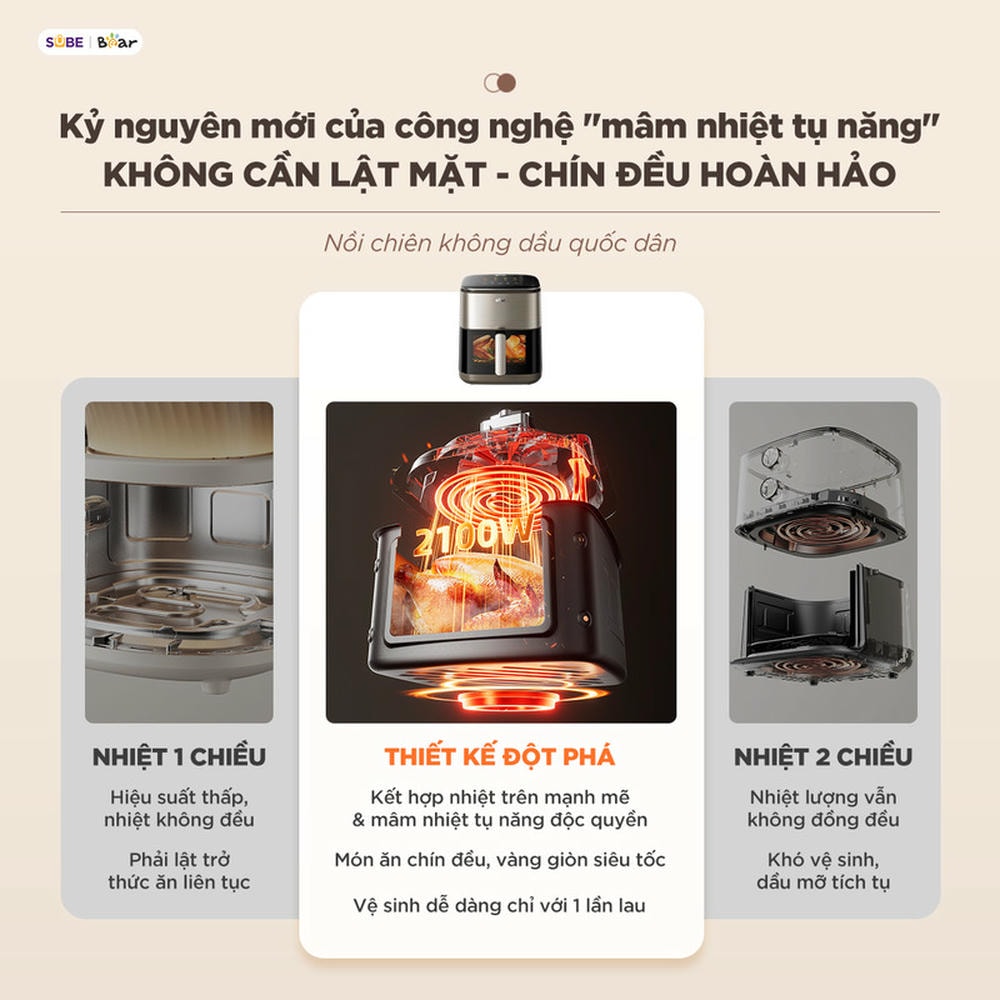 SUBE | Bear
Kỷ nguyên mới của công nghệ "mâm nhiệt tụ năng"
KHÔNG CẦN LẬT MẶT - CHÍN ĐỀU HOÀN HẢO
Nồi chiên không dầu quốc dân
2100W
NHIỆT 1 CHIỀU
Hiệu suất thấp,
nhiệt không đều
Phải lật trở
thức ăn liên tục
THIẾT KẾ ĐỘT PHÁ
Kết hợp nhiệt trên mạnh mẽ
& mâm nhiệt tụ năng độc quyền
Món ăn chín đều, vàng giòn siêu tốc
Vệ sinh dễ dàng chỉ với 1 lần lau
NHIỆT 2 CHIỀU
Nhiệt lượng vẫn
không đồng đều
Khó vệ sinh,
dầu mỡ tích tụ